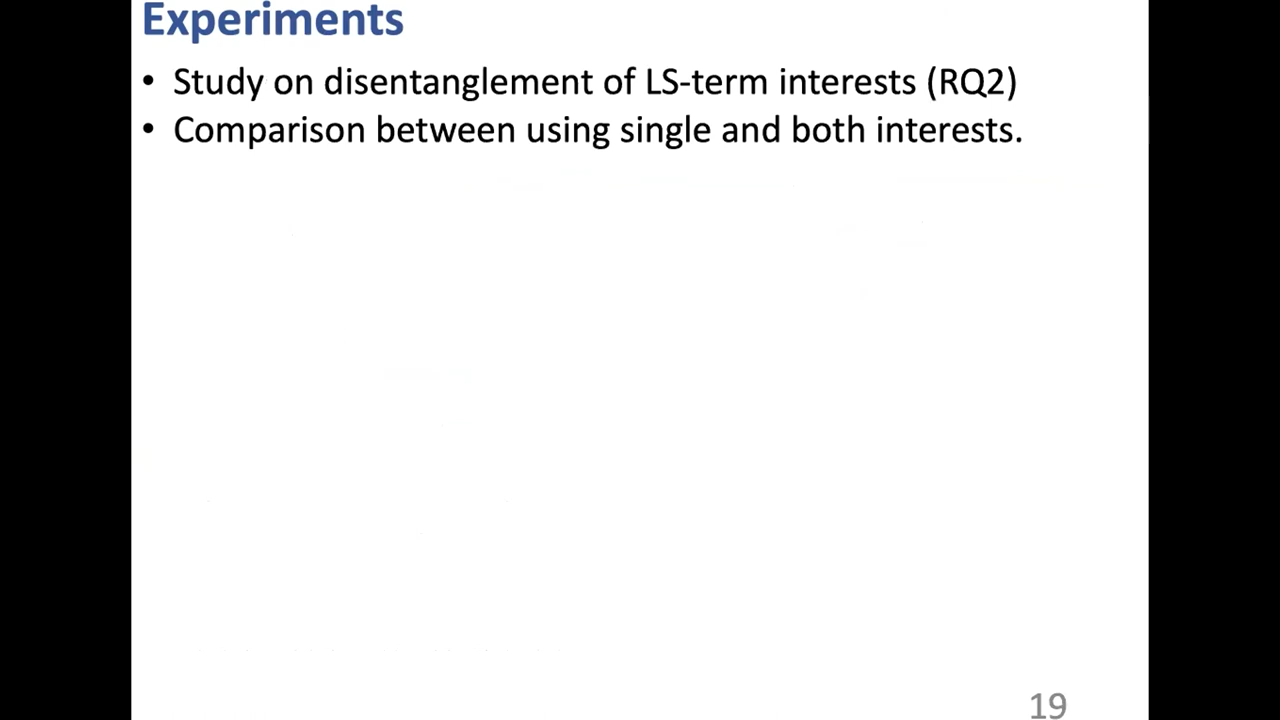 Experiments
• Study on disentanglement of LS-term interests (RQ2)
• Comparison between using single and both interests.
19